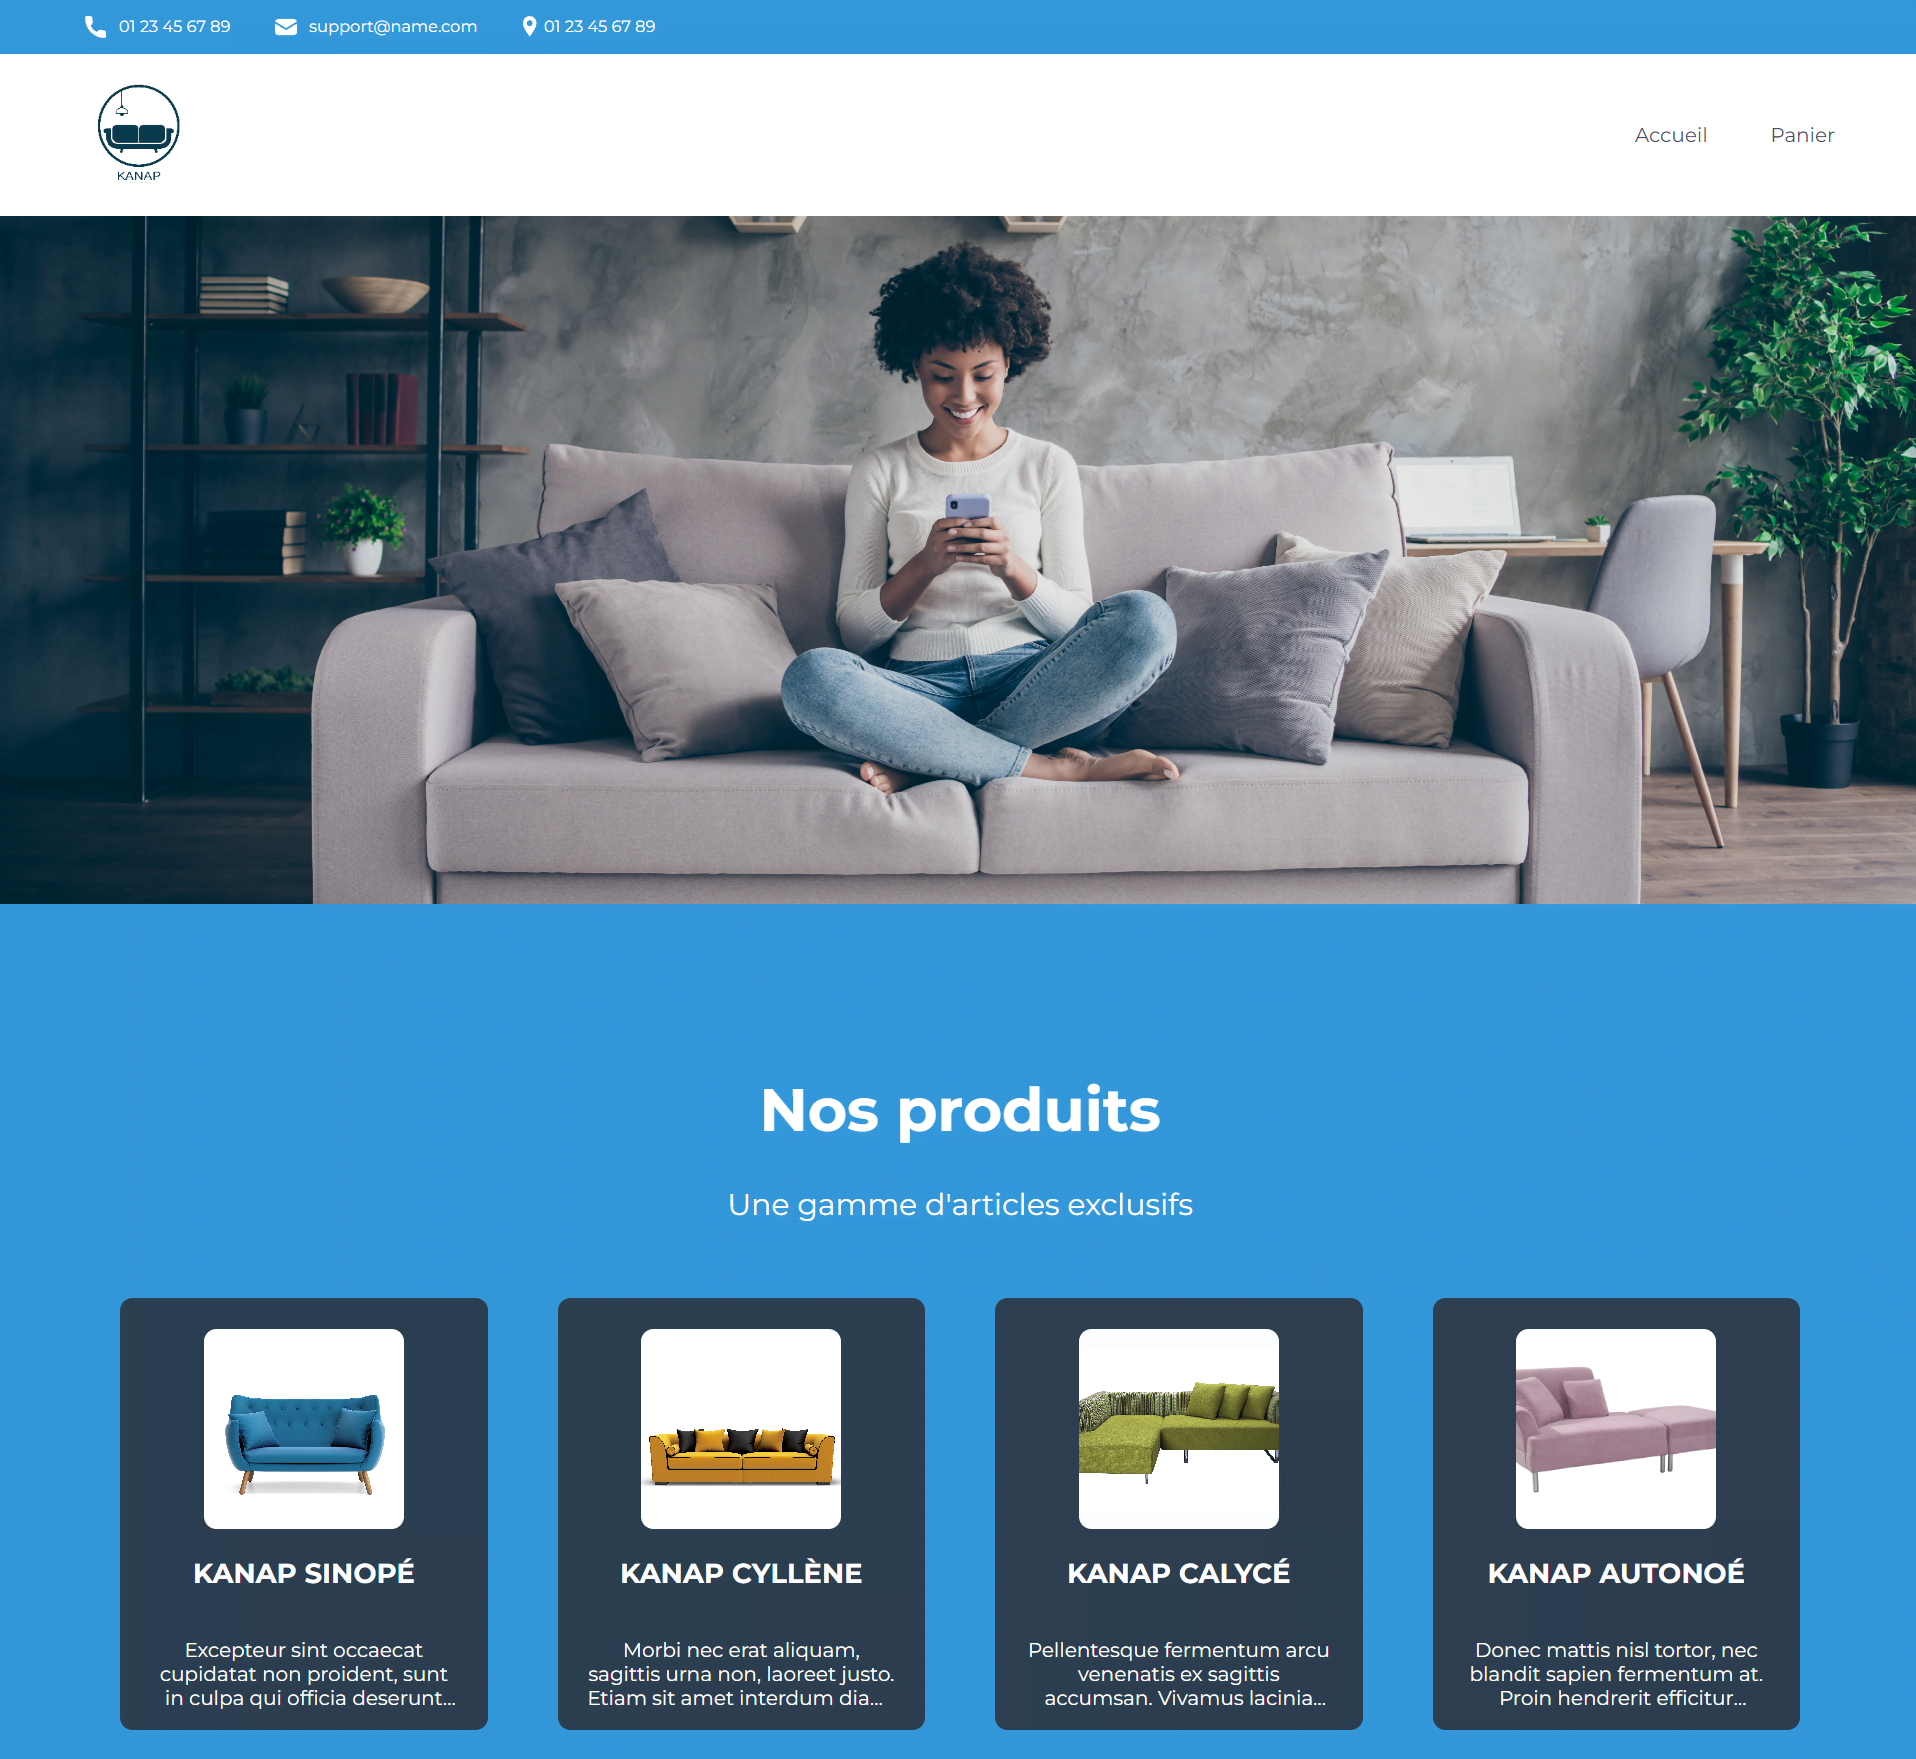 01 23 45 67 89
support@name.com
01 23 45 67 89
KANAP
Accueil
Panier
Nos produits
Une gamme d'articles exclusifs
KANAP SINOPÉ
Excepteur sint occaecat
cupidatat non proident, sunt
in culpa qui officia deserunt...
KANAP CYLLÈNE
Morbi nec erat aliquam,
sagittis urna non, laoreet justo.
Etiam sit amet interdum dia...
KANAP CALYCÉ
Pellentesque fermentum arcu
venenatis ex sagittis
accumsan. Vivamus lacinia...
KANAP AUTONOÉ
Donec mattis nisl tortor, nec
blandit sapien fermentum at.
Proin hendrerit efficitur...